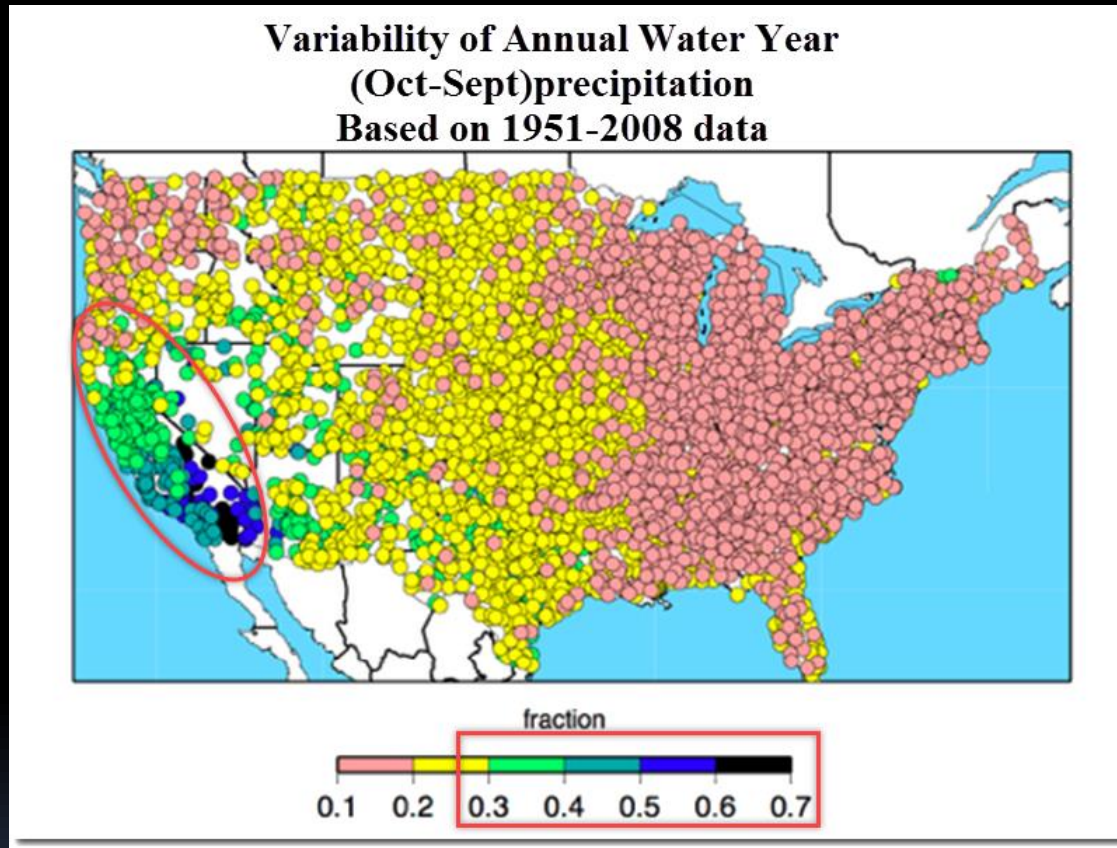 Variability of Annual Water Year
(Oct-Sept)precipitation
Based on 1951-2008 data
fraction
0.1 0.2 0.3 0.4 0.5 0.6 0.7